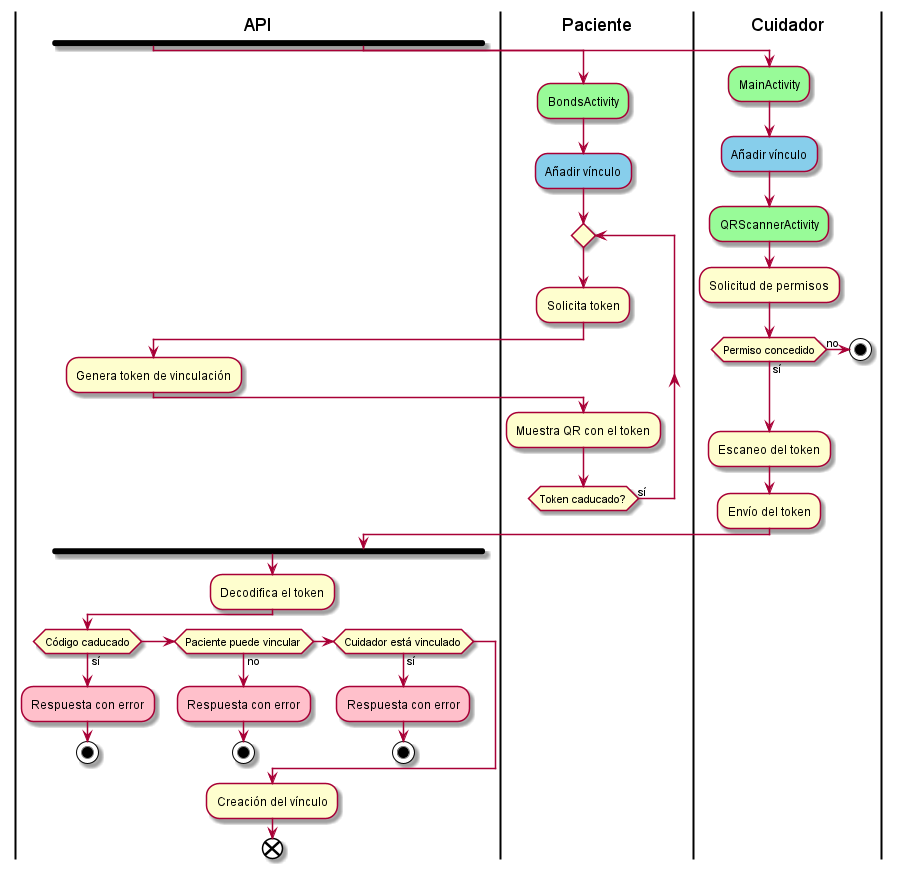 API
Paciente
Cuidador
MainActivity
BondsActivity
Añadir vínculo
Añadir vínculo
QRScannerActivity
Solicitud de permisos
Solicita token
Permiso concedido
no
sí
Genera token de vinculación
Muestra QR con el token
Escaneo del token
Token caducado?
sí
Envío del token
Decodifica el token
Código caducado
Paciente puede vincular
Cuidador está vinculado
sí
no
sí
Respuesta con error
Respuesta con error
Respuesta con error
Creación del vínculo